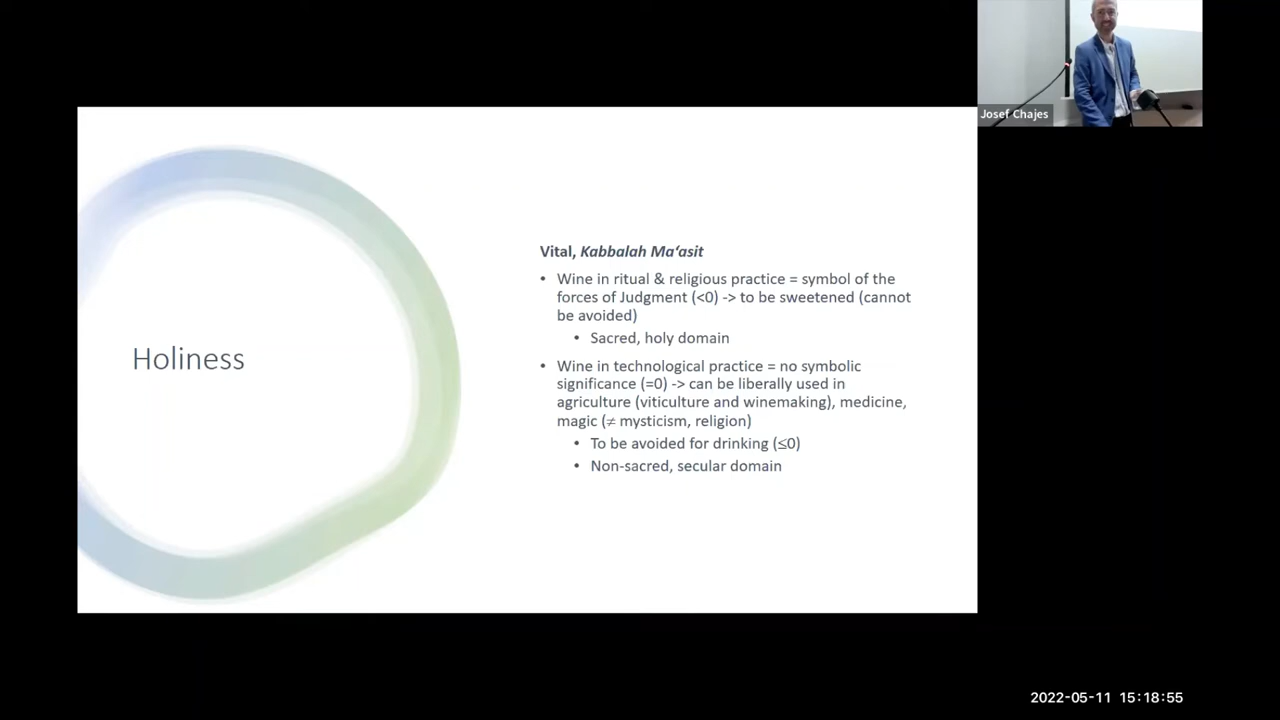 Josef Chajes
Holiness
Vital, Kabbalah Ma‘asit
• Wine in ritual & religious practice = symbol of the
forces of Judgment (<0) -> to be sweetened (cannot
be avoided)
• Sacred, holy domain
• Wine in technological practice = no symbolic
significance (=0) -> can be liberally used in
agriculture (viticulture and winemaking), medicine,
magic (≠ mysticism, religion)
• To be avoided for drinking (≤0)
• Non-sacred, secular domain
2022-05-11 15:18:55